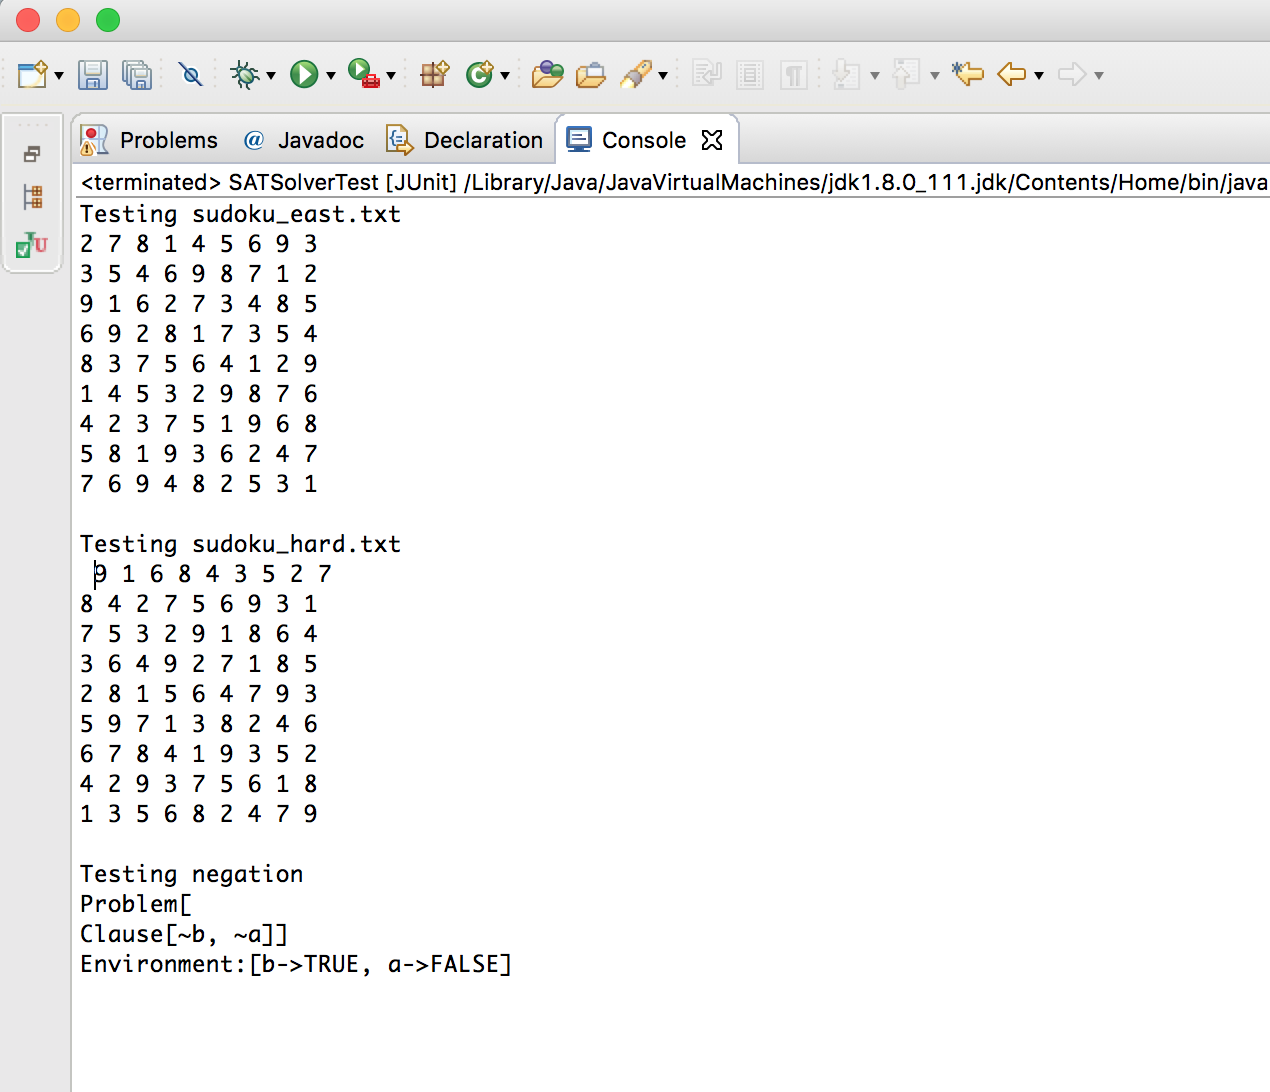 Problems @ Javadoc Declaration Console
<terminated> SATSolverTest [JUnit] /Library/Java/JavaVirtualMachines/jdk1.8.0_111.jdk/Contents/Home/bin/java
Testing sudoku_east.txt
2 7 8 1 4 5 6 9 3
3 5 4 6 9 8 7 1 2
9 1 6 2 7 3 4 8 5
6 9 2 8 1 7 3 5 4
8 3 7 5 6 4 1 2 9
1 4 5 3 2 9 8 7 6
4 2 3 7 5 1 9 6 8
5 8 1 9 3 6 2 4 7
7 6 9 4 8 2 5 3 1
Testing sudoku_hard.txt
9 1 6 8 4 3 5 2 7
8 4 2 7 5 6 9 3 1
7 5 3 2 9 1 8 6 4
3 6 4 9 2 7 1 8 5
2 8 1 5 6 4 7 9 3
5 9 7 1 3 8 2 4 6
6 7 8 4 1 9 3 5 2
4 2 9 3 7 5 6 1 8
1 3 5 6 8 2 4 7 9
Testing negation
Problem[
Clause[~b, ~a]]
Environment:[b->TRUE, a->FALSE]